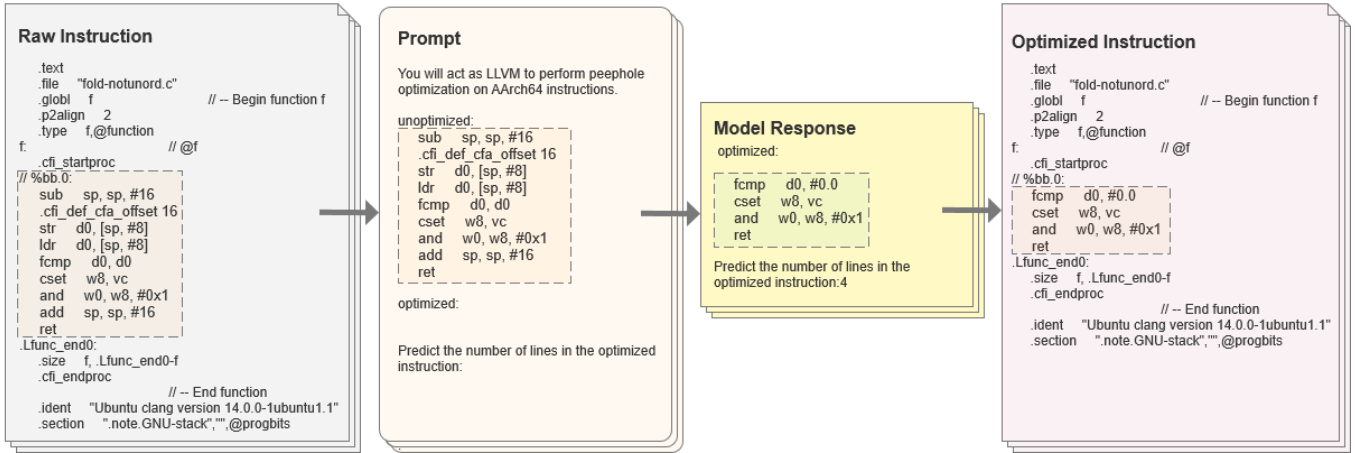 Raw Instruction
.text
.file "fold-notunord.c"
.globl f // -- Begin function f
.p2align 2
.type f,@function
f: // @f
.cfi_startproc
// %bb.0:
sub sp, sp, #16
.cfi_def_cfa_offset 16
str d0, [sp, #8]
ldr d0, [sp, #8]
fcmp d0, d0
cset w8, vc
and w0, w8, #0x1
add sp, sp, #16
ret
.Lfunc_end0:
.size f, .Lfunc_end0-f
.cfi_endproc
// -- End function
.ident "Ubuntu clang version 14.0.0-1ubuntu1.1"
.section ".note.GNU-stack","",@progbits
Prompt
You will act as LLVM to perform peephole
optimization on AArch64 instructions.
unoptimized:
sub sp, sp, #16
.cfi_def_cfa_offset 16
str d0, [sp, #8]
ldr d0, [sp, #8]
fcmp d0, d0
cset w8, vc
and w0, w8, #0x1
add sp, sp, #16
ret
optimized:
Predict the number of lines in the optimized
instruction:
Model Response
optimized:
fcmp d0, #0.0
cset w8, vc
and w0, w8, #0x1
ret
Predict the number of lines in the
optimized instruction:4
Optimized Instruction
.text
.file "fold-notunord.c"
.globl f // -- Begin function f
.p2align 2
.type f,@function
f: // @f
.cfi_startproc
// %bb.0:
fcmp d0, #0.0
cset w8, vc
and w0, w8, #0x1
ret
.Lfunc_end0:
.size f, .Lfunc_end0-f
.cfi_endproc
// -- End function
.ident "Ubuntu clang version 14.0.0-1ubuntu1.1"
.section ".note.GNU-stack","",@progbits